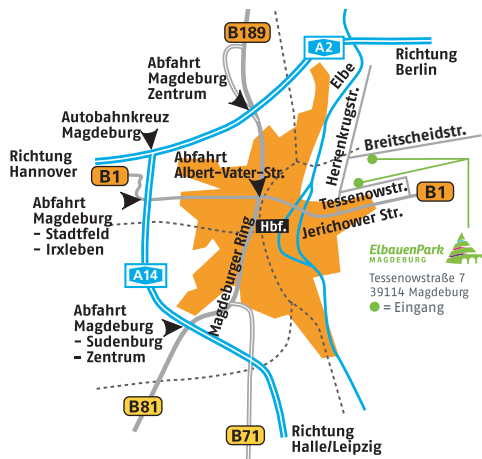 B189
A2
Richtung
Berlin
Abfahrt
Magdeburg
Zentrum
Elbe
Autobahnkreuz
Magdeburg
Herrenkrugstr.
Breitscheidstr.
Richtung
Hannover
Abfahrt
Albert-Vater-Str.
B1
Tessenowstr.
B1
Abfahrt
Magdeburg
- Stadtfeld
- Irxleben
Jerichower Str.
Hbf.
Magdeburger Ring
ElbauenPark
MAGDEBURG
A14
Tessenowstraße 7
39114 Magdeburg
= Eingang
Abfahrt
Magdeburg
- Sudenburg
- Zentrum
B81
B71
Richtung
Halle/Leipzig